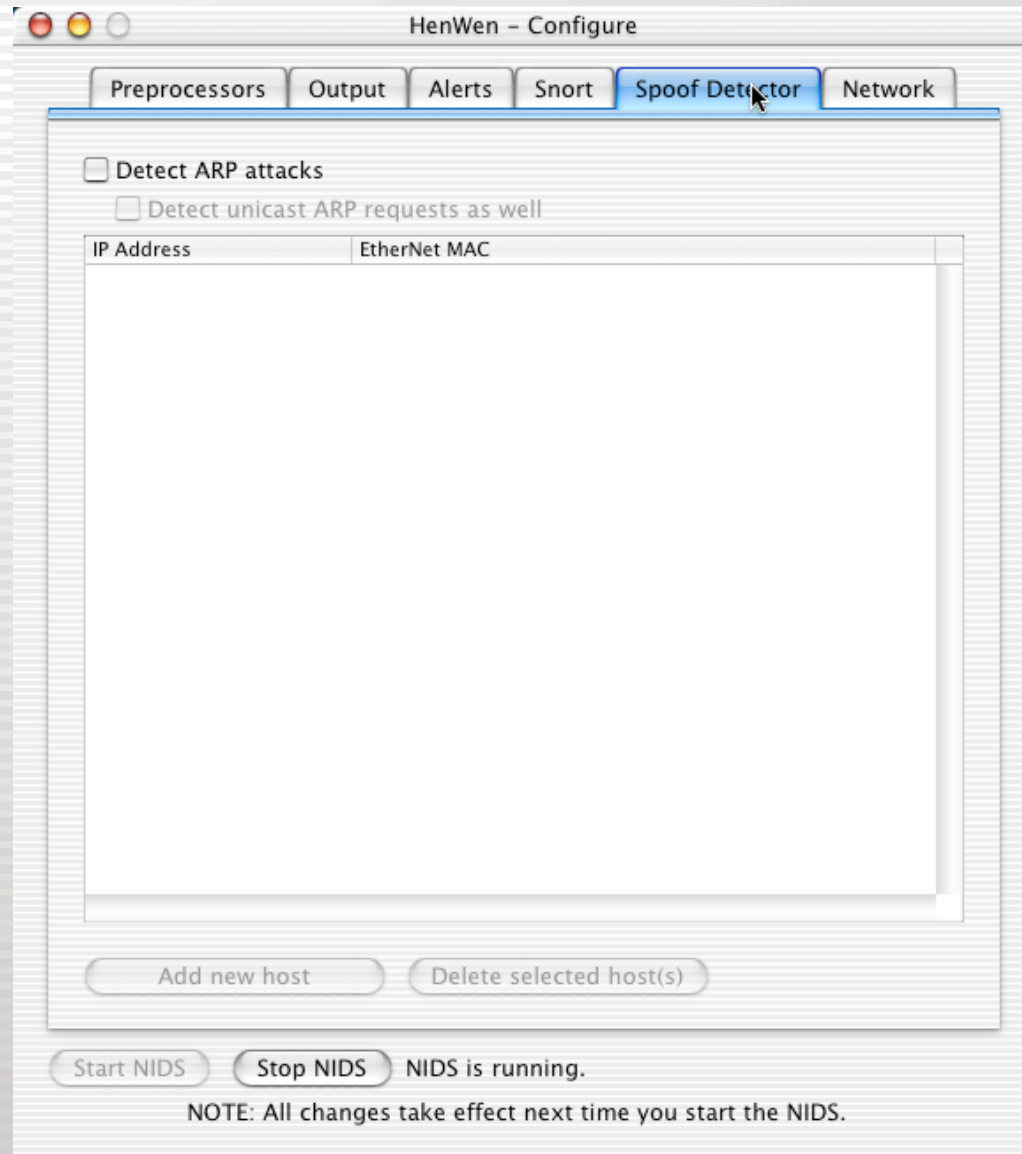 HenWen – Configure
Preprocessors Output Alerts Snort Spoof Detector Network
Detect ARP attacks
Detect unicast ARP requests as well
IP Address EtherNet MAC
Add new host Delete selected host(s)
Start NIDS Stop NIDS NIDS is running.
NOTE: All changes take effect next time you start the NIDS.